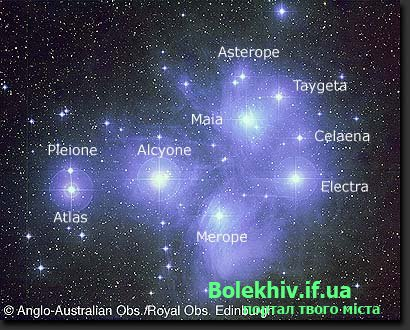 Asterope
Taygeta
Maia
Celaena
Pleione
Alcyone
Electra
Atlas
Merope
Bolekhiv.if.ua
портал твого міста
© Anglo-Australian Obs./Royal Obs. Edinburgh